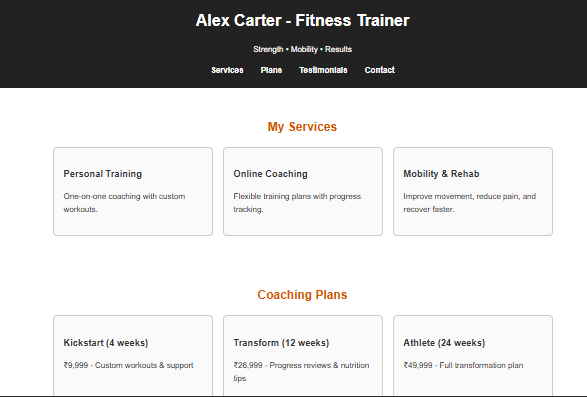 Alex Carter - Fitness Trainer
Strength • Mobility • Results
Services Plans Testimonials Contact
My Services
Personal Training
One-on-one coaching with custom
workouts.
Online Coaching
Flexible training plans with progress
tracking.
Mobility & Rehab
Improve movement, reduce pain, and
recover faster.
Coaching Plans
Kickstart (4 weeks)
₹9,999 - Custom workouts & support
Transform (12 weeks)
₹26,999 - Progress reviews & nutrition
tips
Athlete (24 weeks)
₹49,999 - Full transformation plan